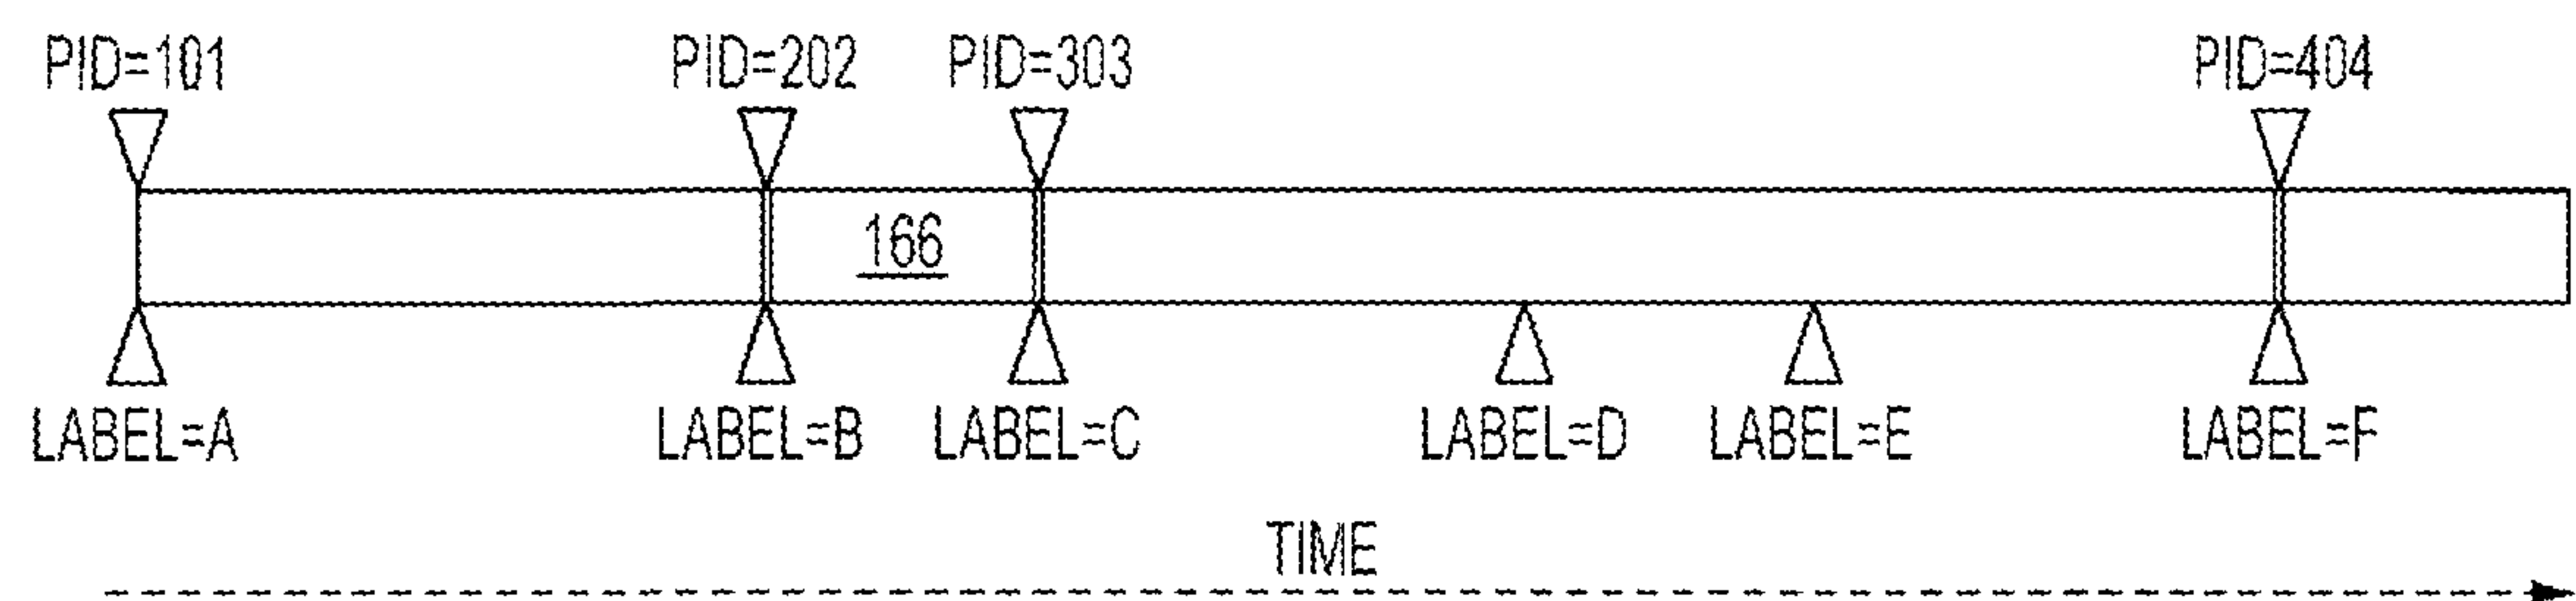 PID=101 PID=202 PID=303 PID=404
166
LABEL=A LABEL=B LABEL=C LABEL=D LABEL=E LABEL=F
TIME